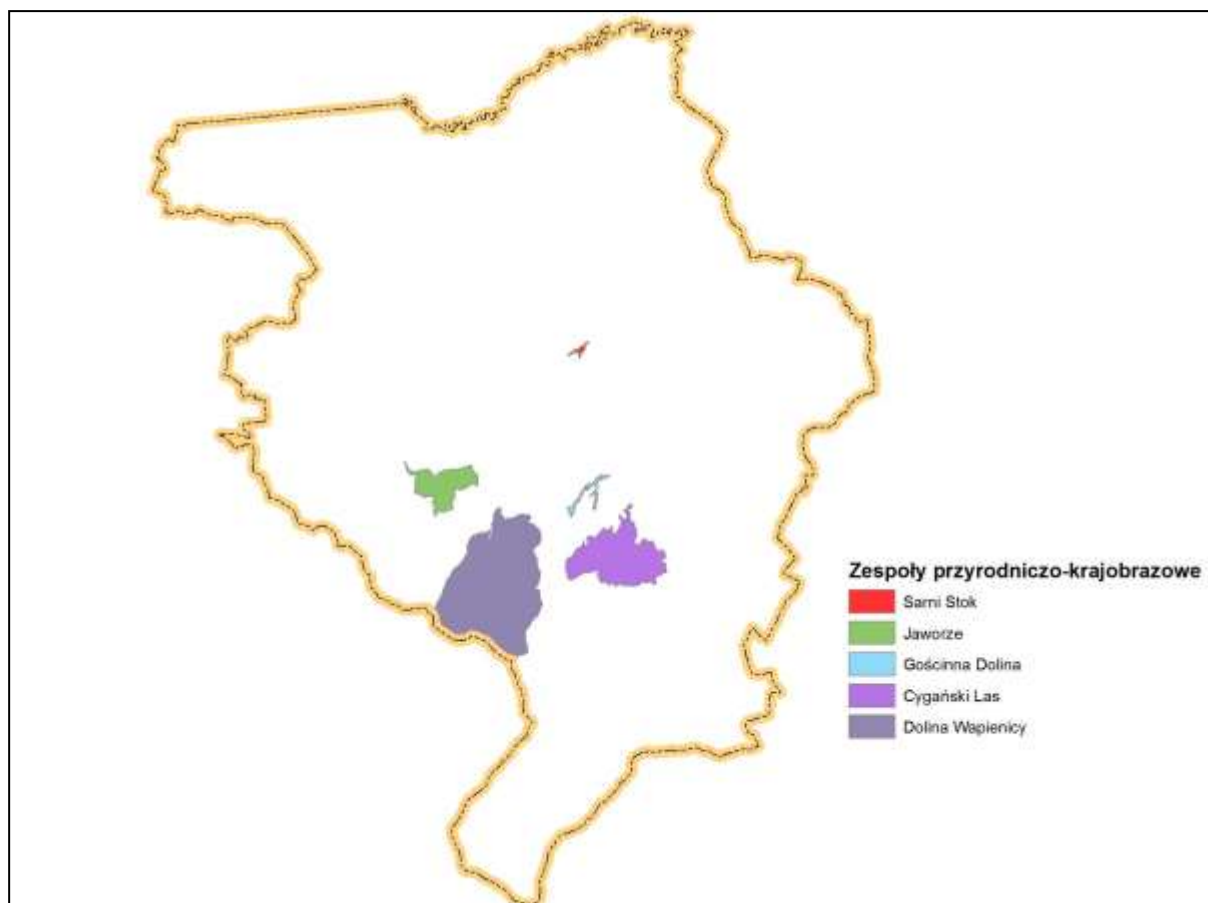 Zespoły przyrodniczo-krajobrazowe
Sarni Stok
Jaworze
Gościnna Dolina
Cygański Las
Dolina Wapienicy